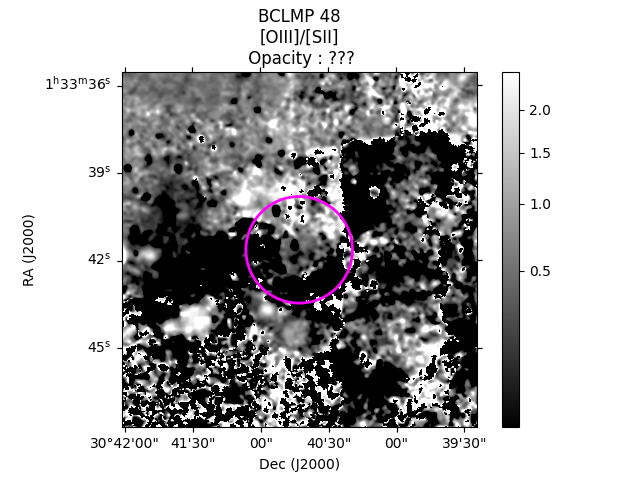 BCLMP 48
[OIII]/[SII]
Opacity : ???
1ʰ33ᵐ36ˢ
39ˢ
42ˢ
45ˢ
RA (J2000)
30°42'00" 41'30" 00" 40'30" 00" 39'30"
Dec (J2000)
2.0
1.5
1.0
0.5